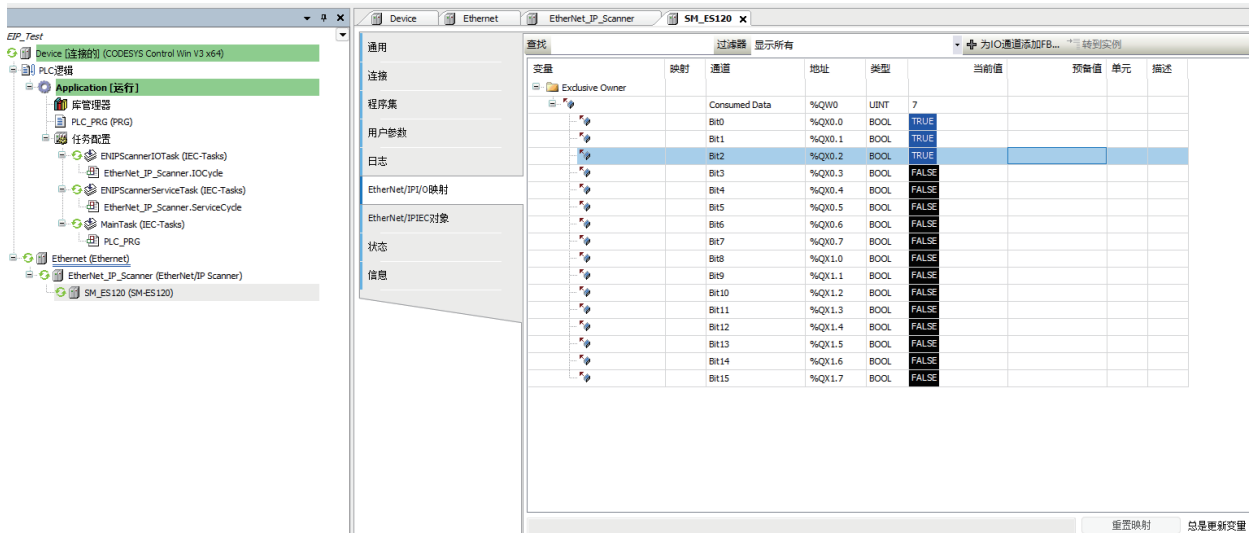 Device
Ethernet
EtherNet_IP_Scanner
SM_ES120
EIP_Test
Device [连接的] (CODESYS Control Win V3 x64)
PLC逻辑
Application [运行]
库管理器
PLC_PRG (PRG)
任务配置
ENIPScannerIOTask (IEC-Tasks)
EtherNet_IP_Scanner.IOCycle
ENIPScannerServiceTask (IEC-Tasks)
EtherNet_IP_Scanner.ServiceCycle
MainTask (IEC-Tasks)
PLC_PRG
Ethernet (Ethernet)
EtherNet_IP_Scanner (EtherNet/IP Scanner)
SM_ES120 (SM-ES120)
通用
连接
程序集
用户参数
日志
EtherNet/IPI/O映射
EtherNet/IPIEC对象
状态
信息
查找 过滤器 显示所有 为IO通道添加FB... 转到实例
变量 映射 通道 地址 类型 当前值 预备值 单元 描述
Exclusive Owner
Consumed Data %QW0 UINT 7
Bit0 %QX0.0 BOOL TRUE
Bit1 %QX0.1 BOOL TRUE
Bit2 %QX0.2 BOOL TRUE
Bit3 %QX0.3 BOOL FALSE
Bit4 %QX0.4 BOOL FALSE
Bit5 %QX0.5 BOOL FALSE
Bit6 %QX0.6 BOOL FALSE
Bit7 %QX0.7 BOOL FALSE
Bit8 %QX1.0 BOOL FALSE
Bit9 %QX1.1 BOOL FALSE
Bit10 %QX1.2 BOOL FALSE
Bit11 %QX1.3 BOOL FALSE
Bit12 %QX1.4 BOOL FALSE
Bit13 %QX1.5 BOOL FALSE
Bit14 %QX1.6 BOOL FALSE
Bit15 %QX1.7 BOOL FALSE
重置映射 总是更新变量